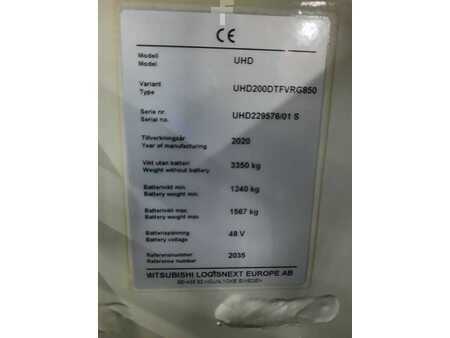 CE
Modell
Model
UHD
Variant
Type
UHD200DTFVRG850
Serie nr
Serial no.
UHD229576/01 S
Tillverkningsår
Year of manufacturing
2020
Vikt utan batteri
Weight without battery
3350 kg
Batterivikt min.
Battery weight min.
1240 kg
Batterivikt max.
Battery weight max.
1567 kg
Batterispänning
Battery voltage
48 V
Referensnummer
Reference number
2035
MITSUBISHI LOGISNEXT EUROPE AB
SWEDEN